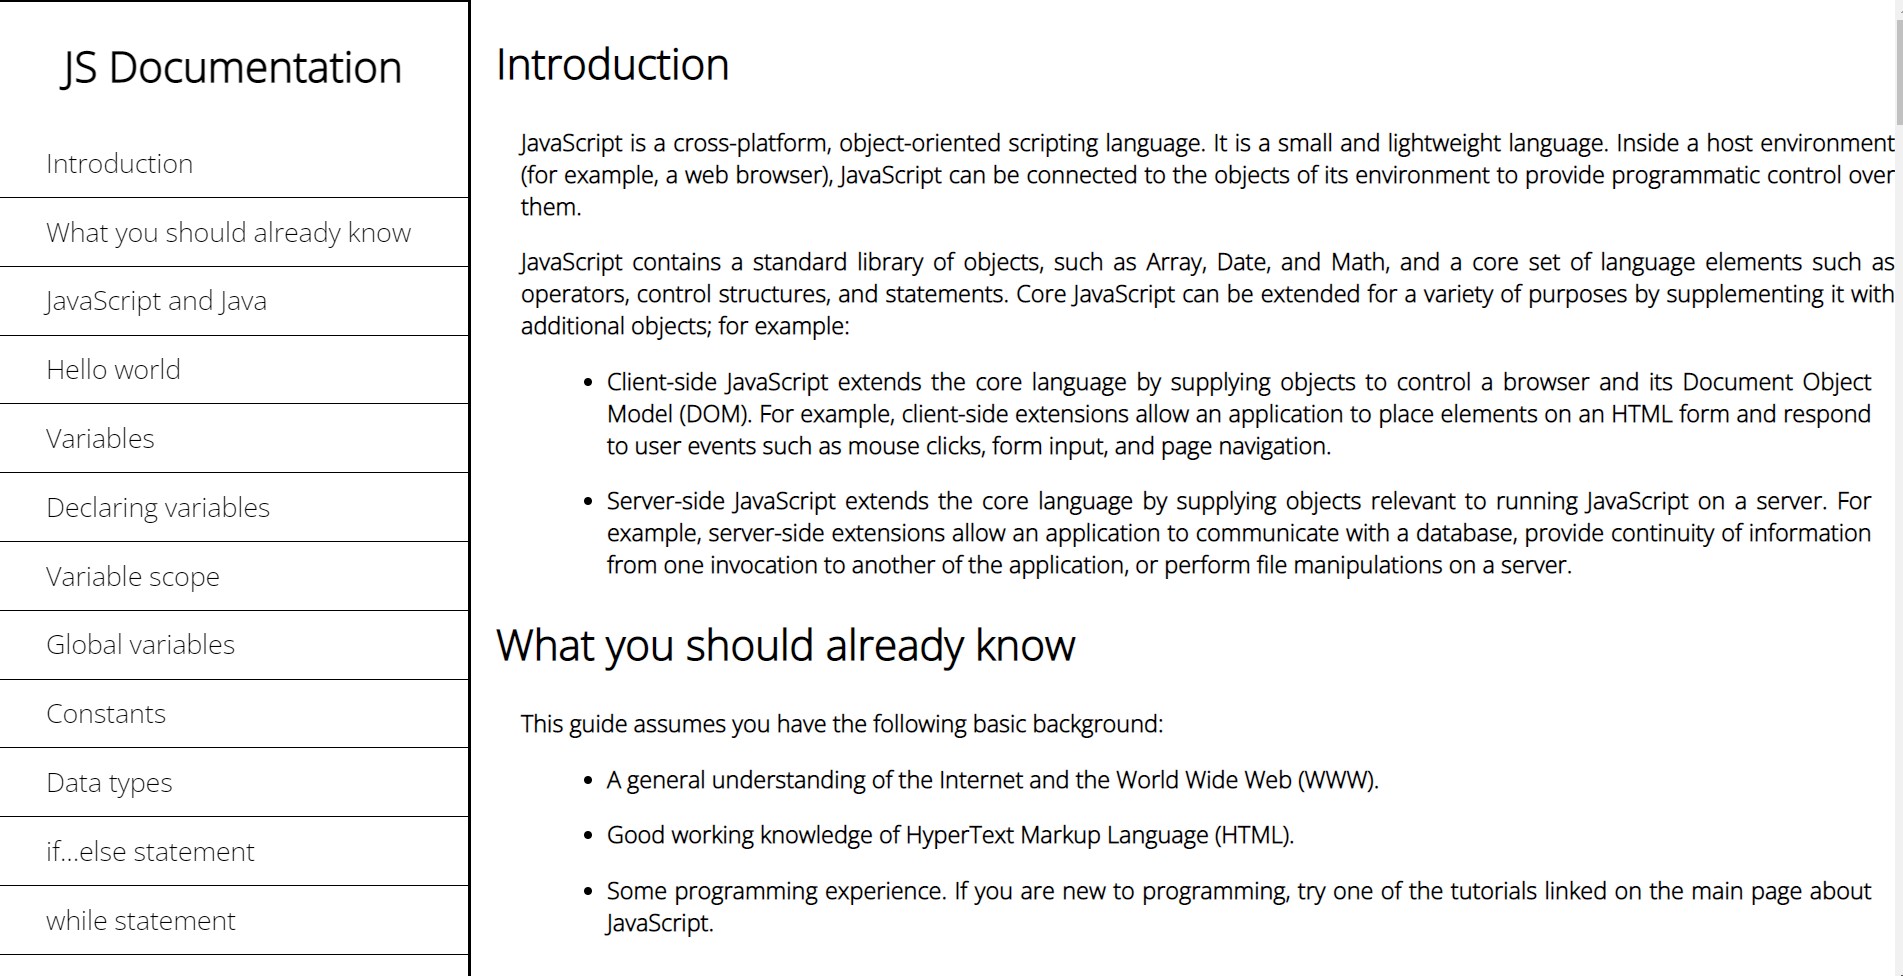 JS Documentation
Introduction
What you should already know
JavaScript and Java
Hello world
Variables
Declaring variables
Variable scope
Global variables
Constants
Data types
if...else statement
while statement
Introduction
JavaScript is a cross-platform, object-oriented scripting language. It is a small and lightweight language. Inside a host environment
(for example, a web browser), JavaScript can be connected to the objects of its environment to provide programmatic control over
them.
JavaScript contains a standard library of objects, such as Array, Date, and Math, and a core set of language elements such as
operators, control structures, and statements. Core JavaScript can be extended for a variety of purposes by supplementing it with
additional objects; for example:
• Client-side JavaScript extends the core language by supplying objects to control a browser and its Document Object
Model (DOM). For example, client-side extensions allow an application to place elements on an HTML form and respond
to user events such as mouse clicks, form input, and page navigation.
• Server-side JavaScript extends the core language by supplying objects relevant to running JavaScript on a server. For
example, server-side extensions allow an application to communicate with a database, provide continuity of information
from one invocation to another of the application, or perform file manipulations on a server.
What you should already know
This guide assumes you have the following basic background:
• A general understanding of the Internet and the World Wide Web (WWW).
• Good working knowledge of HyperText Markup Language (HTML).
• Some programming experience. If you are new to programming, try one of the tutorials linked on the main page about
JavaScript.